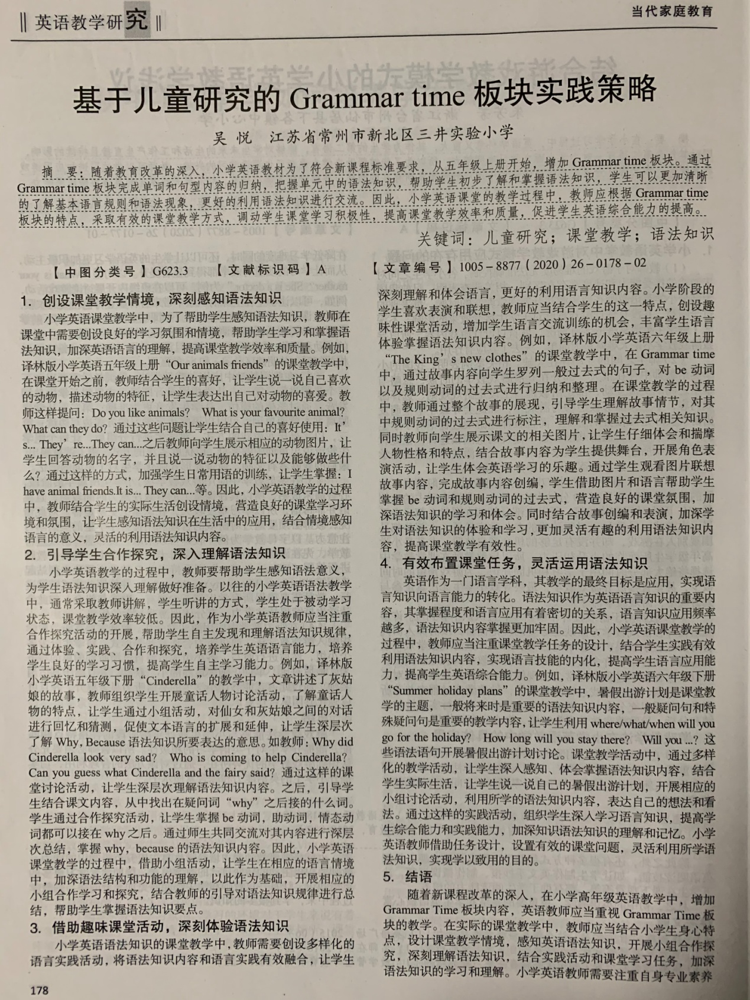 英语教学研究
当代家庭教育
基于儿童研究的 Grammar time 板块实践策略
吴 悦 江苏省常州市新北区三井实验小学
摘 要：随着教育改革的深入，小学英语教材为了符合新课程标准要求，从五年级上册开始，增加 Grammar time 板块。通过
Grammar time 板块完成单词和句型内容的归纳，把握单元中的语法知识，帮助学生初步了解和掌握语法知识，学生可以更加清晰
的了解基本语言规则和语法现象，更好的利用语法知识进行交流。因此，小学英语课堂的教学过程中，教师应根据 Grammar time
板块的特点，采取有效的课堂教学方式，调动学生课堂学习积极性，提高课堂教学效率和质量，促进学生英语综合能力的提高。
关键词：儿童研究；课堂教学；语法知识
【中图分类号】G623.3 【文献标识码】A 【文章编号】1005-8877（2020）26-0178-02
1. 创设课堂教学情境，深刻感知语法知识
小学英语课堂教学中，为了帮助学生感知语法知识，教师在
课堂中需要创设良好的学习氛围和情境，帮助学生学习和掌握语
法知识，加深英语语言的理解，提高课堂教学效率和质量。例如，
译林版小学英语五年级上册“Our animals friends”的课堂教学中，
在课堂开始之前，教师结合学生的喜好，让学生说一说自己喜欢
的动物，描述动物的特征，让学生表达出自己对动物的喜爱。教
师这样提问：Do you like animals? What is your favourite animal?
What can they do? 通过这些问题让学生结合自己的喜好使用：It’
s... They’ re...They can...之后教师向学生展示相应的动物图片，让
学生回答动物的名字，并且说一说动物的特征以及能够做些什
么？通过这样的方式，加强学生日常用语的训练，让学生掌握：I
have animal friends.It is... They can...等。因此，小学英语教学的过程
中，教师结合学生的实际生活创设情境，营造良好的课堂学习环
境和氛围，让学生感知语法知识在生活中的应用，结合情境感知
语言的意义，灵活的利用语法知识内容。
2. 引导学生合作探究，深入理解语法知识
小学英语教学的过程中，教师要帮助学生感知语法意义，
为学生语法知识深入理解做好准备。以往的小学英语语法教学
中，通常采取教师讲解，学生听讲的方式，学生处于被动学习
状态，课堂教学效率较低。因此，作为小学英语教师应当注重
合作探究活动的开展，帮助学生自主发现和理解语法知识规律，
通过体验、实践、合作和探究，培养学生英语语言能力，培养
学生良好的学习习惯，提高学生自主学习能力。例如，译林版
小学英语五年级下册“Cinderella”的教学中，文章讲述了灰姑
娘的故事，教师组织学生开展童话人物讨论活动，了解童话人
物的特点，让学生通过小组活动，对仙女和灰姑娘之间的对话
进行回忆和猜测，促使文本语言的扩展和延伸，让学生深层次
了解 Why, Because 语法知识所要表达的意思。如教师：Why did
Cinderella look very sad? Who is coming to help Cinderella?
Can you guess what Cinderella and the fairy said? 通过这样的课
堂讨论活动，让学生深层次理解语法知识内容。之后，引导学
生结合课文内容，从中找出在疑问词“why”之后接的什么词。
学生通过合作探究活动，让学生掌握 be 动词，助动词，情态动
词都可以接在 why 之后。通过师生共同交流对其内容进行深层
次总结，掌握 why，because 的语法知识内容。因此，小学英语
课堂教学的过程中，借助小组活动，让学生在相应的语言情境
中，加深语法结构和功能的理解，以此作为基础，开展相应的
小组合作学习和探究，结合教师的引导对语法知识规律进行总
结，帮助学生掌握语法知识要点。
3. 借助趣味课堂活动，深刻体验语法知识
小学英语语法知识的课堂教学中，教师需要创设多样化的
语言实践活动，将语法知识内容和语言实践有效融合，让学生
深刻理解和体会语言，更好的利用语言知识内容。小学阶段的
学生喜欢表演和联想，教师应当结合学生的这一特点，创设趣
味性课堂活动，增加学生语言交流训练的机会，丰富学生语言
体验掌握语法知识内容。例如，译林版小学英语六年级上册
“The King’ s new clothes”的课堂教学中，在 Grammar time
中，通过故事内容向学生罗列一般过去式的句子，对 be 动词
以及规则动词的过去式进行归纳和整理。在课堂教学的过程
中，教师通过整个故事的展现，引导学生理解故事情节，对其
中规则动词的过去式进行标注，理解和掌握过去式相关知识。
同时教师向学生展示课文的相关图片，让学生仔细体会和揣摩
人物性格和特点，结合故事内容为学生提供舞台，开展角色表
演活动，让学生体会英语学习的乐趣。通过学生观看图片联想
故事内容，完成故事内容创编，学生借助图片和语言帮助学生
掌握 be 动词和规则动词的过去式，营造良好的课堂氛围，加
深语法知识的学习和体会。同时结合故事创编和表演，加深学
生对语法知识的体验和学习，更加灵活有趣的利用语法知识内
容，提高课堂教学有效性。
4. 有效布置课堂任务，灵活运用语法知识
英语作为一门语言学科，其教学的最终目标是应用，实现语
言知识向语言能力的转化。语法知识作为英语语言知识的重要内
容，其掌握程度和语言应用有着密切的关系，语言知识应用频率
越多，语法知识内容掌握更加牢固。因此，小学英语课堂教学的
过程中，教师应当注重课堂教学任务的设计，结合学生实践有效
利用语法知识内容，实现语言技能的内化，提高学生语言应用能
力，提高学生英语综合能力。例如，译林版小学英语六年级下册
“Summer holiday plans”的课堂教学中，暑假出游计划是课堂教
学的主题，一般将来时是重要的语法知识内容，一般疑问句和特
殊疑问句是重要的教学内容，让学生利用 where/what/when will you
go for the holiday? How long will you stay there? Will you ...? 这
些语法语句开展暑假出游计划讨论。课堂教学活动中，通过多样
化的教学活动，让学生深入感知、体会掌握语法知识内容，结合
学生实际生活，让学生说一说自己的暑假出游计划，开展相应的
小组讨论活动，利用所学的语法知识内容，表达自己的想法和看
法。通过这样的实践活动，组织学生深入学习语言知识，提高学
生综合能力和实践能力，加深知识语法知识的理解和记忆。小学
英语教师借助任务设计，设置有效的课堂问题，灵活利用所学语
法知识，实现学以致用的目的。
5. 结语
随着新课程改革的深入，在小学高年级英语教学中，增加
Grammar Time 板块内容，英语教师应当重视 Grammar Time 板
块的教学。在实际的课堂教学中，教师应当结合小学生身心特
点，设计课堂教学情境，感知英语语法知识，开展小组合作探
究，深刻理解语法知识，结合实践活动和课堂学习任务，加深
语法知识的学习和理解。小学英语教师需要注重自身专业素养
178